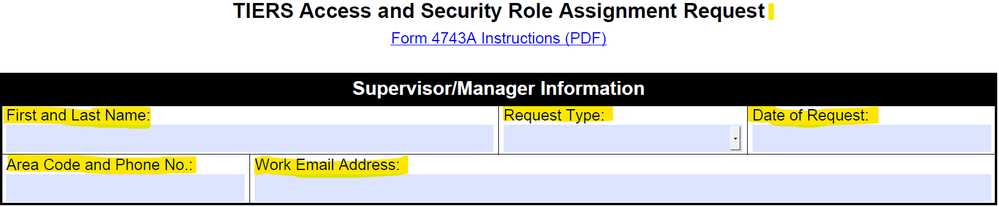 TIERS Access and Security Role Assignment Request
Form 4743A Instructions (PDF)
Supervisor/Manager Information
First and Last Name:
Request Type:
Date of Request:
Area Code and Phone No.:
Work Email Address: